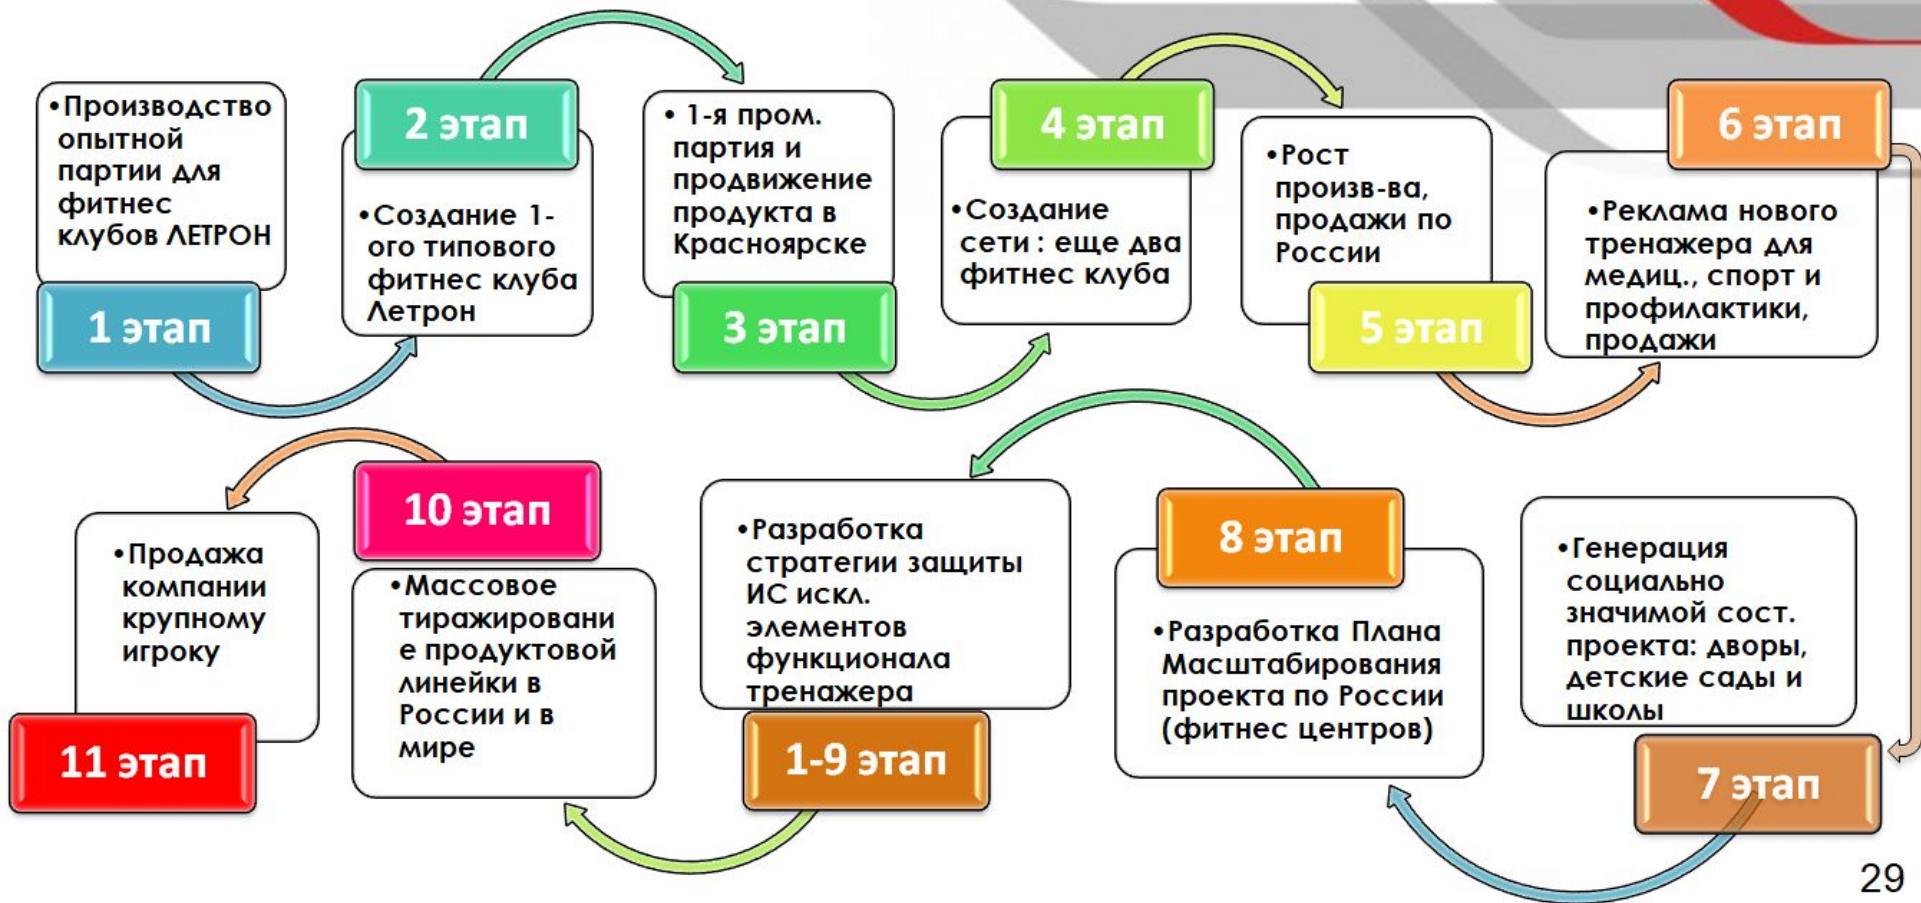 •Производство
опытной
партии для
фитнес
клубов ЛЕТРОН
1 этап
2 этап
•Создание 1-
ого типового
фитнес клуба
Летрон
• 1-я пром.
партия и
продвижение
продукта в
Красноярске
3 этап
4 этап
•Создание
сети : еще два
фитнес клуба
•Рост
произв-ва,
продажи по
России
5 этап
6 этап
•Реклама нового
тренажера для
медиц., спорт и
профилактики,
продажи
•Генерация
социально
значимой сост.
проекта: дворы,
детские сады и
школы
7 этап
8 этап
•Разработка Плана
Масштабирования
проекта по России
(фитнес центров)
•Разработка
стратегии защиты
ИС искл.
элементов
функционала
тренажера
1-9 этап
10 этап
•Массовое
тиражировани
е продуктовой
линейки в
России и в
мире
•Продажа
компании
крупному
игроку
11 этап
29